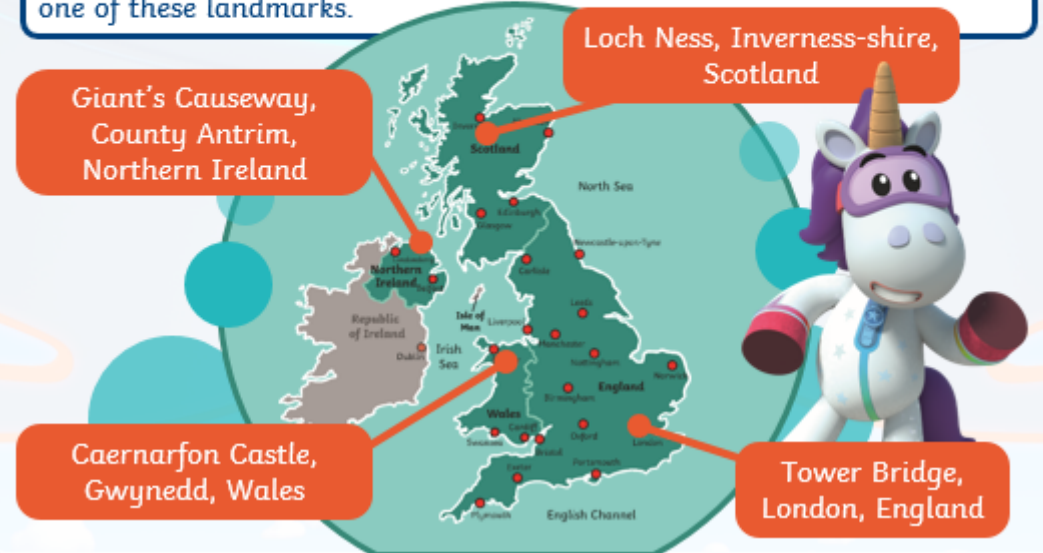 one of these landmarks.
Loch Ness, Inverness-shire,
Scotland
Giant's Causeway,
County Antrim,
Northern Ireland
Scotland
North Sea
Edinburgh
Glasgow
Newcastle-upon-Tyne
Carlisle
Northern
Ireland
Belfast
Leeds
Isle of
Man
Liverpool
Republic
of Ireland
Manchester
Irish
Sea
Dublin
Nottingham
Norwich
England
Birmingham
Wales
Cardiff
Swansea
Oxford
London
Bristol
Caernarfon Castle,
Gwynedd, Wales
Exeter
Portsmouth
Tower Bridge,
London, England
Plymouth
English Channel